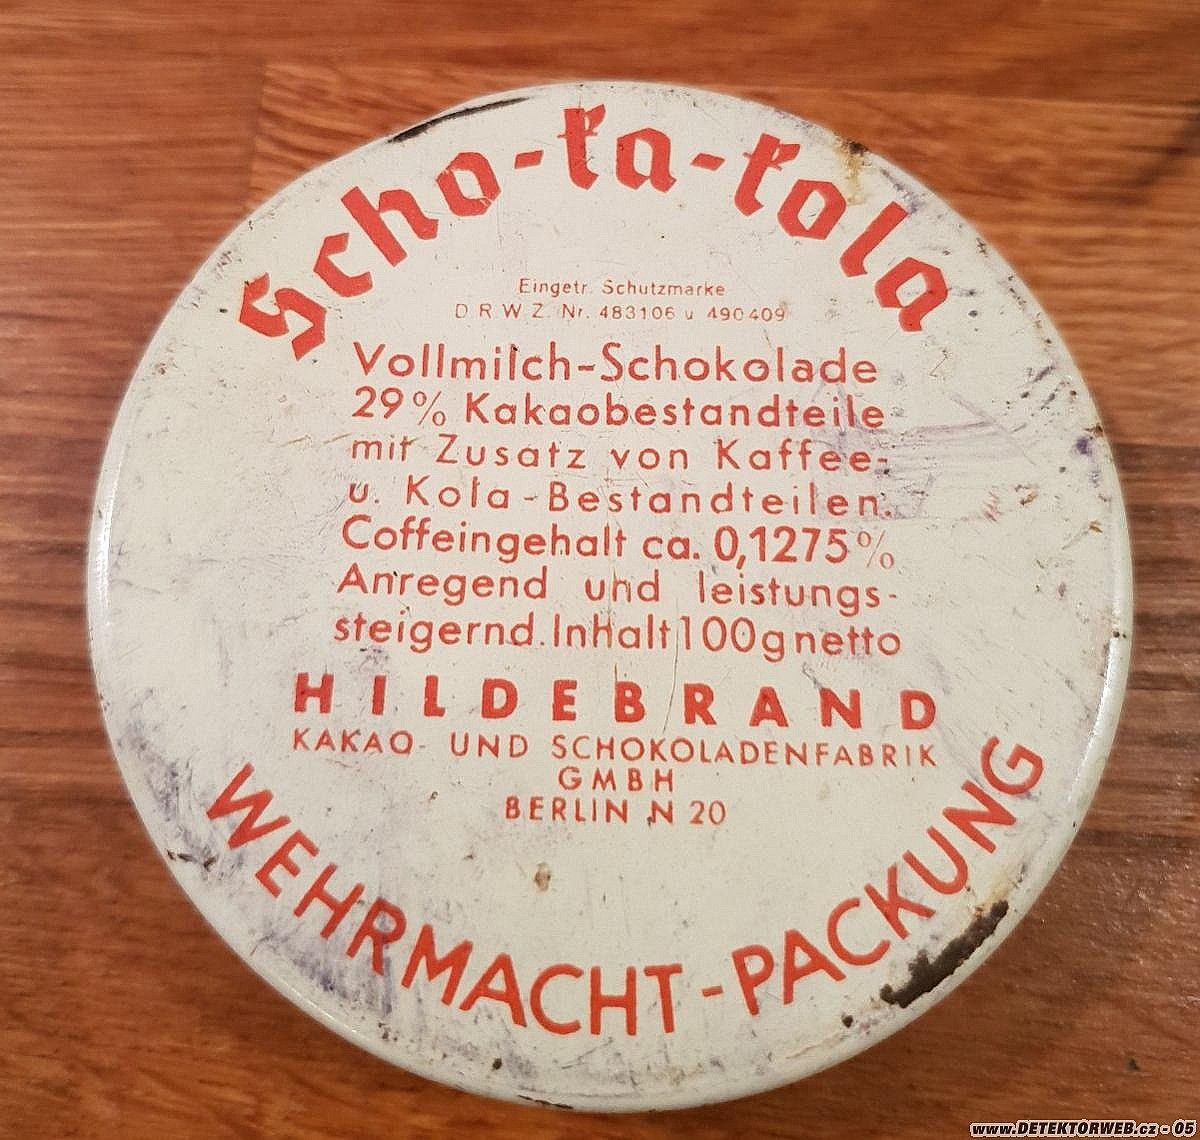 Scho-ka-kola
Eingetr. Schutzmarke
D R W Z. Nr. 483106 u 490409
Vollmilch-Schokolade
29% Kakaobestandteile
mit Zusatz von Kaffee-
u. Kola-Bestandteilen.
Coffeingehalt ca. 0,1275%
Anregend und leistungs-
steigernd. Inhalt 100g netto
HILDEBRAND
KAKAO- UND SCHOKOLADENFABRIK
GMBH
BERLIN N 20
WEHRMACHT-PACKUNG
www.DETEKTORWEB.cz - 05